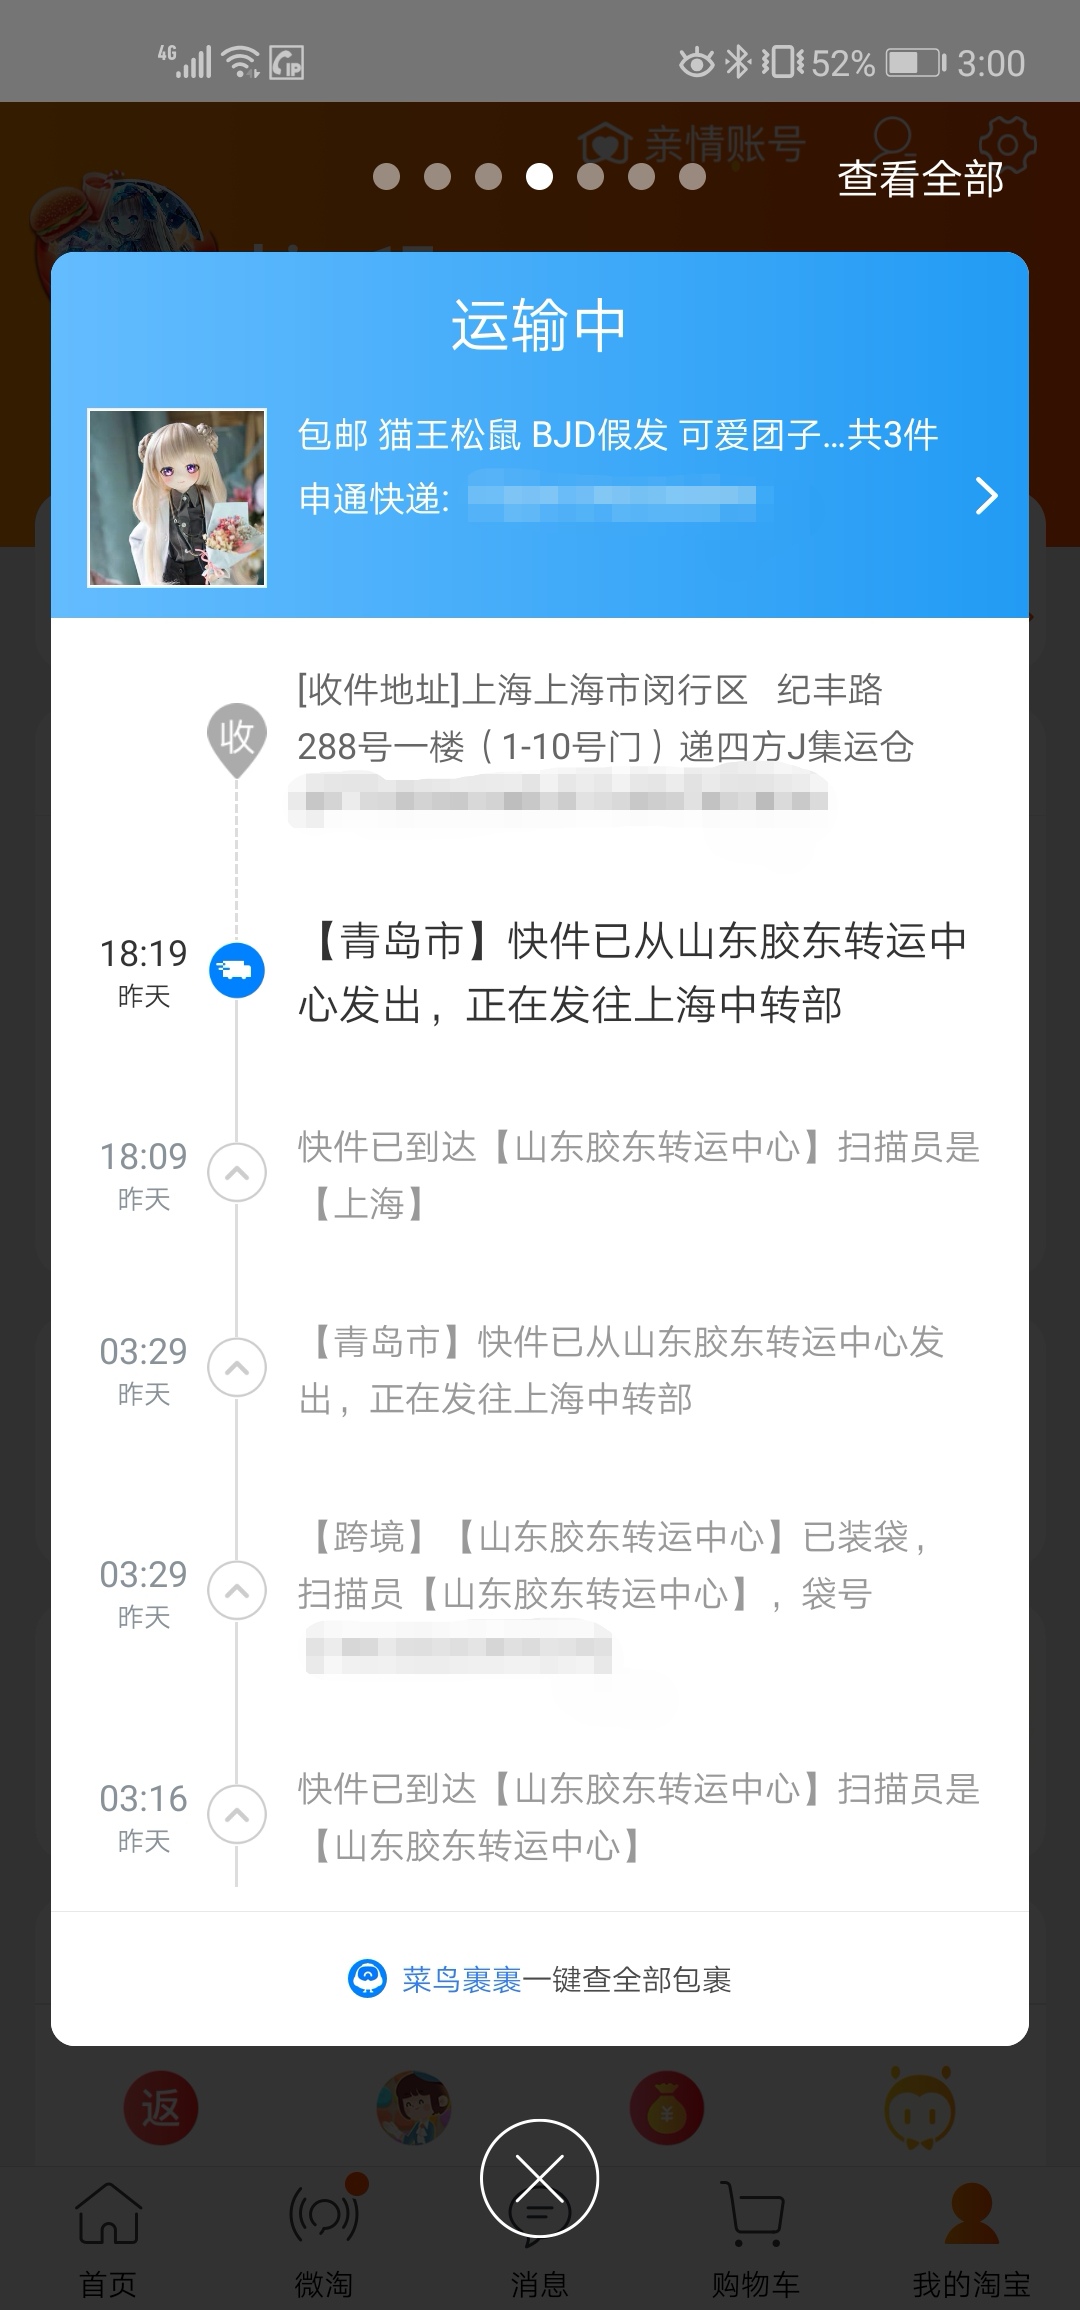 4G
52% 3:00
亲情账号
查看全部
运输中
包邮 猫王松鼠 BJD假发 可爱团子...共3件
申通快递:
收
[收件地址]上海上海市闵行区 纪丰路
288号一楼（1-10号门）递四方J集运仓
18:19
昨天
【青岛市】快件已从山东胶东转运中
心发出，正在发往上海中转部
18:09
昨天
快件已到达【山东胶东转运中心】扫描员是
【上海】
03:29
昨天
【青岛市】快件已从山东胶东转运中心发
出，正在发往上海中转部
03:29
昨天
【跨境】【山东胶东转运中心】已装袋，
扫描员【山东胶东转运中心】，袋号
03:16
昨天
快件已到达【山东胶东转运中心】扫描员是
【山东胶东转运中心】
菜鸟裹裹一键查全部包裹
返
首页
微淘
消息
购物车
我的淘宝